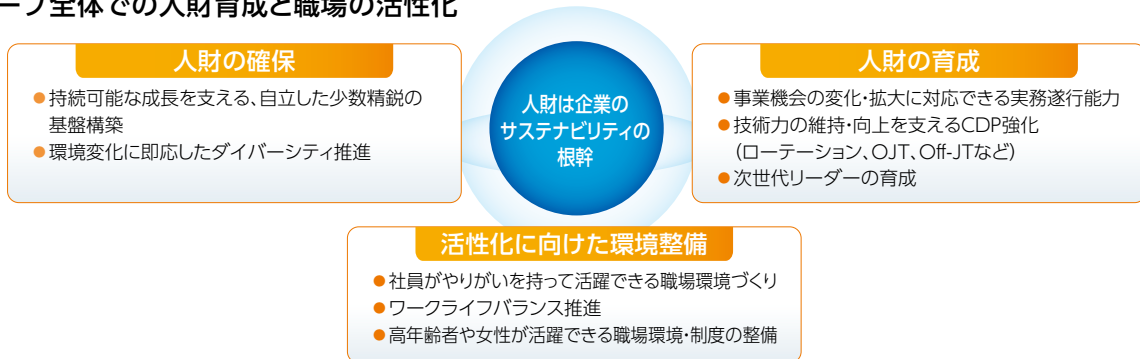 ープ全体での人財育成と職場の活性化
人財の確保
●持続可能な成長を支える、自立した少数精鋭の
基盤構築
●環境変化に即応したダイバーシティ推進
人財は企業の
サステナビリティの
根幹
人財の育成
●事業機会の変化・拡大に対応できる実務遂行能力
●技術力の維持・向上を支えるCDP強化
(ローテーション、OJT、Off-JTなど)
●次世代リーダーの育成
活性化に向けた環境整備
●社員がやりがいを持って活躍できる職場環境づくり
●ワークライフバランス推進
●高年齢者や女性が活躍できる職場環境・制度の整備